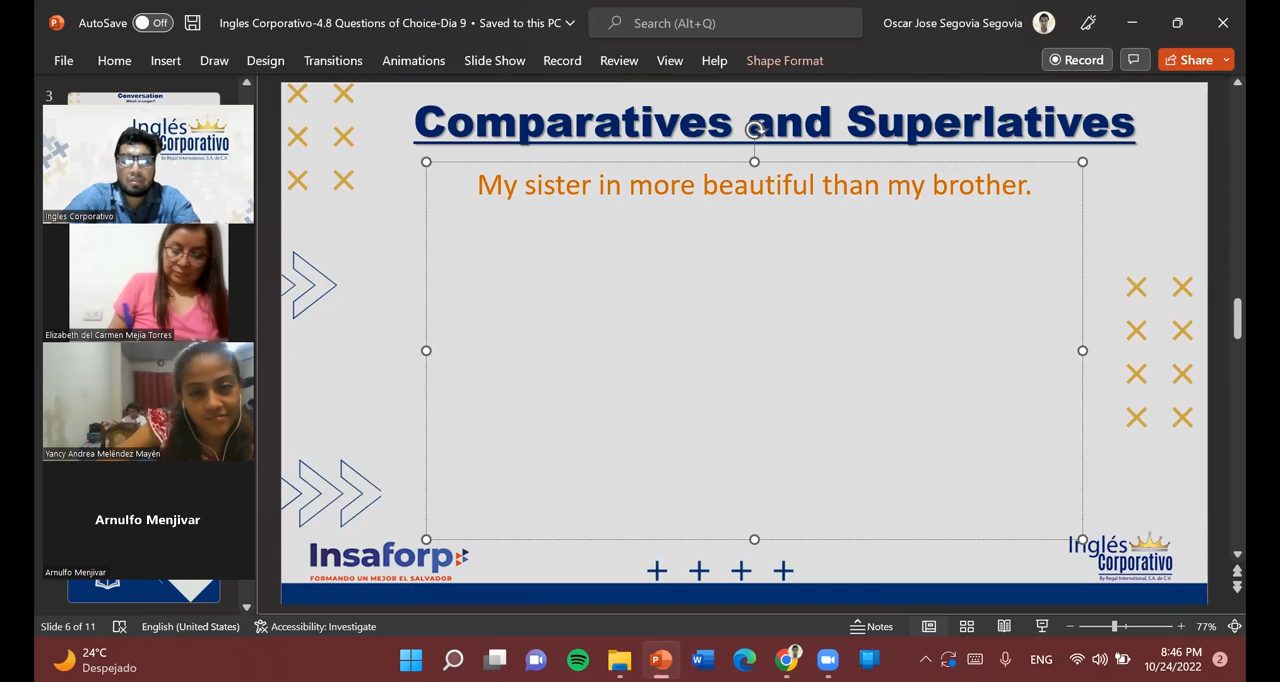 AutoSave Off Ingles Corporativo-4.8 Questions of Choice-Dia 9 • Saved to this PC Search (Alt+Q) Oscar Jose Segovia Segovia
File Home Insert Draw Design Transitions Animations Slide Show Record Review View Help Shape Format Record Share
3
Conversation
Inglés
Corporativo
Ingles Corporativo
Elizabeth del Carmen Mejia Torres
Yancy Andrea Meléndez Mayén
Arnulfo Menjivar
Arnulfo Menjivar
Comparatives and Superlatives
My sister in more beautiful than my brother.
Insaforp
FORMANDO UN MEJOR EL SALVADOR
Inglés
Corporativo
By Regal International, S.A. de C.V.
Slide 6 of 11 English (United States) Accessibility: Investigate Notes 77%
24°C
Despejado
ENG
8:46 PM
10/24/2022
2